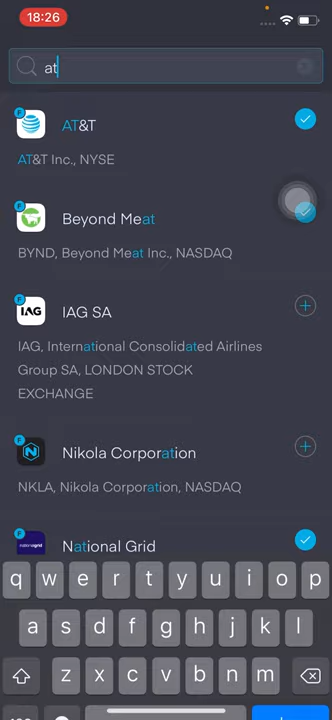 18:26
at
AT&T
AT&T Inc., NYSE
Beyond Meat
BYND, Beyond Meat Inc., NASDAQ
IAG
IAG SA
IAG, International Consolidated Airlines
Group SA, LONDON STOCK
EXCHANGE
Nikola Corporation
NKLA, Nikola Corporation, NASDAQ
nationalgrid
National Grid
q w e r t y u i o p
a s d f g h j k l
z x c v b n m